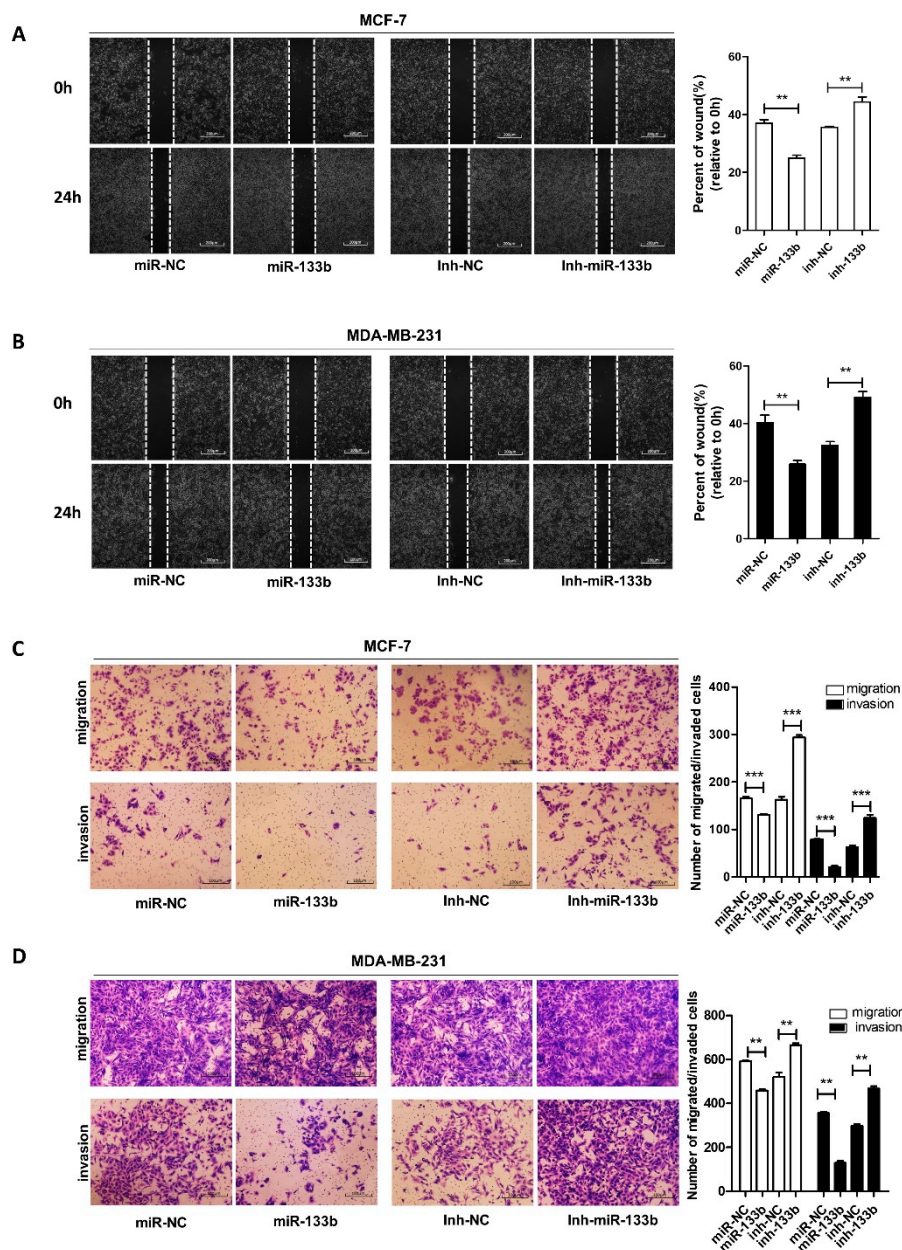 A
MCF-7
0h
24h
miR-NC
miR-133b
Inh-NC
Inh-miR-133b
Percent of wound(%)
(relative to 0h)
60
40
20
0
**
**
miR-NC
miR-133b
inh-NC
inh-133b
B
MDA-MB-231
0h
24h
miR-NC
miR-133b
Inh-NC
Inh-miR-133b
Percent of wound(%)
(relative to 0h)
60
40
20
0
**
**
miR-NC
miR-133b
inh-NC
inh-133b
C
MCF-7
migration
invasion
miR-NC
miR-133b
Inh-NC
Inh-miR-133b
Number of migrated/invaded cells
400
300
200
100
0
migration
invasion
***
***
***
***
miR-NC
miR-133b
inh-NC
inh-133b
miR-NC
miR-133b
inh-NC
inh-133b
D
MDA-MB-231
migration
invasion
miR-NC
miR-133b
Inh-NC
Inh-miR-133b
Number of migrated/invaded cells
800
600
400
200
0
migration
invasion
**
**
**
**
miR-NC
miR-133b
inh-NC
inh-133b
miR-NC
miR-133b
inh-NC
inh-133b